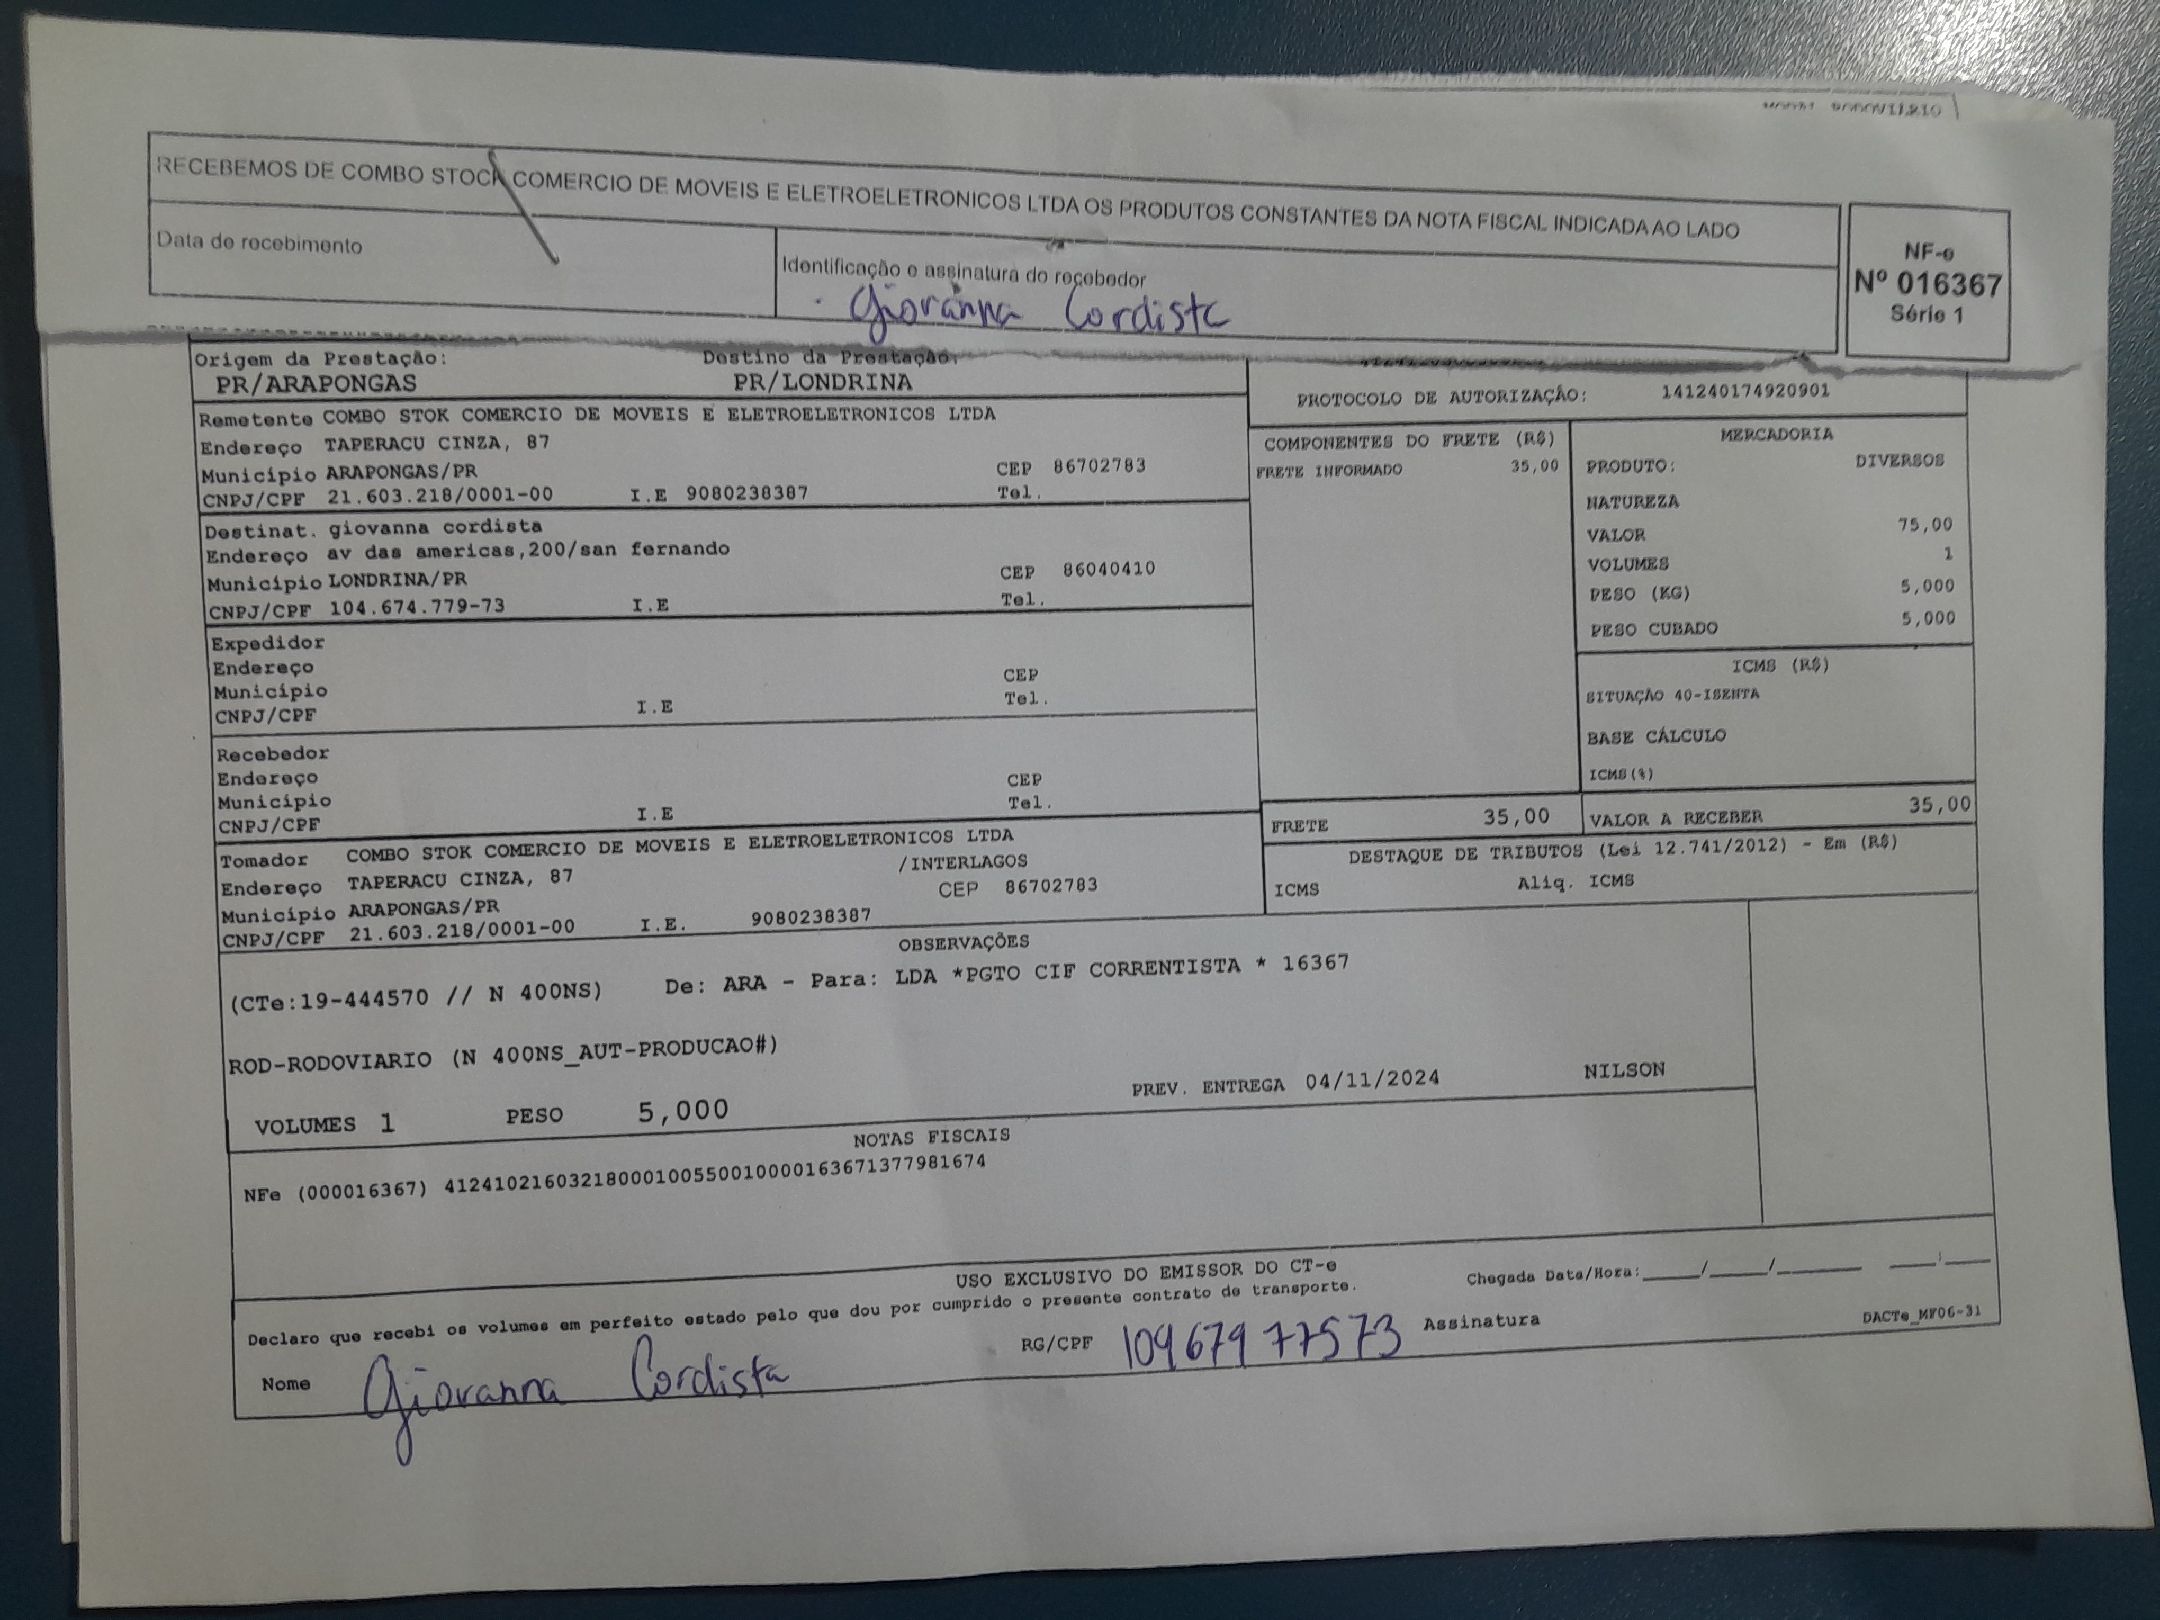 RECEBEMOS DE COMBO STOCK COMERCIO DE MOVEIS E ELETROELETRONICOS LTDA OS PRODUTOS CONSTANTES DA NOTA FISCAL INDICADA AO LADO
Data de recebimento
Identificação e assinatura do recebedor
Giovanna Cordista
NF-e
Nº 016367
Série 1
Origem da Prestação: Destino da Prestação:
PR/ARAPONGAS PR/LONDRINA
PROTOCOLO DE AUTORIZAÇÃO: 141240174920901
Remetente COMBO STOK COMERCIO DE MOVEIS E ELETROELETRONICOS LTDA
Endereço TAPERACU CINZA, 87
Município ARAPONGAS/PR CEP 86702783
CNPJ/CPF 21.603.218/0001-00 I.E 9080238387 Tel.
Destinat. giovanna cordista
Endereço av das americas,200/san fernando
Município LONDRINA/PR CEP 86040410
CNPJ/CPF 104.674.779-73 I.E Tel.
Expedidor
Endereço
Município CEP
CNPJ/CPF I.E Tel.
Recebedor
Endereço
Município CEP
CNPJ/CPF I.E Tel.
Tomador COMBO STOK COMERCIO DE MOVEIS E ELETROELETRONICOS LTDA
Endereço TAPERACU CINZA, 87 /INTERLAGOS
Município ARAPONGAS/PR CEP 86702783
CNPJ/CPF 21.603.218/0001-00 I.E. 9080238387
COMPONENTES DO FRETE (R$)
FRETE INFORMADO 35,00
MERCADORIA
PRODUTO: DIVERSOS
NATUREZA
VALOR 75,00
VOLUMES 1
PESO (KG) 5,000
PESO CUBADO 5,000
ICMS (R$)
SITUAÇÃO 40-ISENTA
BASE CÁLCULO
ICMS(%)
FRETE 35,00 VALOR A RECEBER 35,00
DESTAQUE DE TRIBUTOS (Lei 12.741/2012) - Em (R$)
ICMS Aliq. ICMS
OBSERVAÇÕES
(CTe:19-444570 // N 400NS) De: ARA - Para: LDA *PGTO CIF CORRENTISTA * 16367
ROD-RODOVIARIO (N 400NS_AUT-PRODUCAO#)
VOLUMES 1 PESO 5,000 PREV. ENTREGA 04/11/2024 NILSON
NOTAS FISCAIS
NFe (000016367) 41241021603218000100550010000163671377981674
USO EXCLUSIVO DO EMISSOR DO CT-e
Declaro que recebi os volumes em perfeito estado pelo que dou por cumprido o presente contrato de transporte.
Chegada Data/Hora:_____/_____/_______ ____:____
Nome Giovanna Cordista RG/CPF 10967977573 Assinatura
DACTe_MF06-31